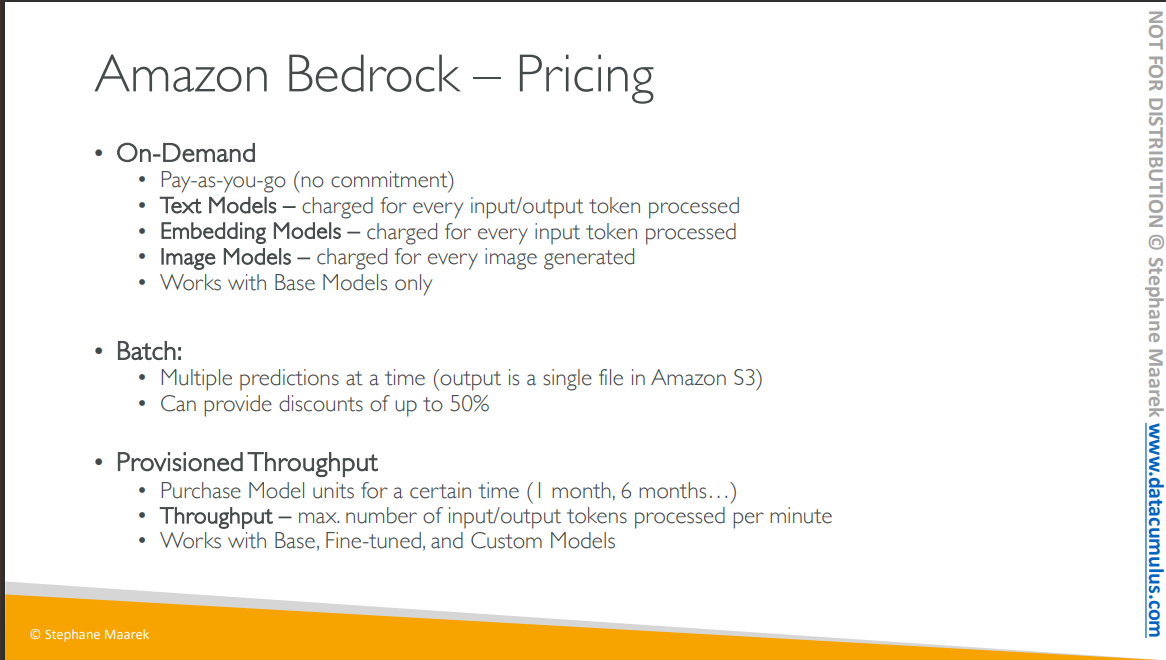 Amazon Bedrock – Pricing
• On-Demand
• Pay-as-you-go (no commitment)
• Text Models – charged for every input/output token processed
• Embedding Models – charged for every input token processed
• Image Models – charged for every image generated
• Works with Base Models only
• Batch:
• Multiple predictions at a time (output is a single file in Amazon S3)
• Can provide discounts of up to 50%
• Provisioned Throughput
• Purchase Model units for a certain time (1 month, 6 months…)
• Throughput – max. number of input/output tokens processed per minute
• Works with Base, Fine-tuned, and Custom Models
© Stephane Maarek
NOT FOR DISTRIBUTION © Stephane Maarek www.datacumulus.com